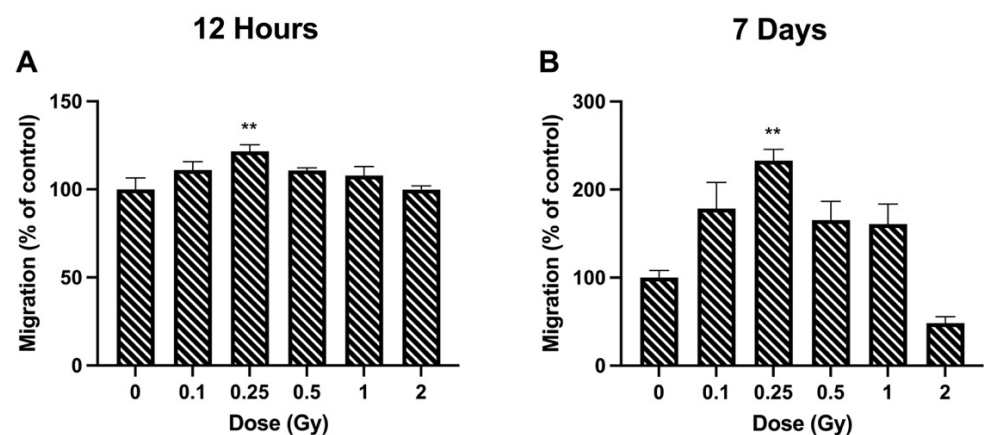 12 Hours
A
Migration (% of control)
150
100
50
0
**
0 0.1 0.25 0.5 1 2
Dose (Gy)
7 Days
B
Migration (% of control)
300
200
100
0
**
0 0.1 0.25 0.5 1 2
Dose (Gy)